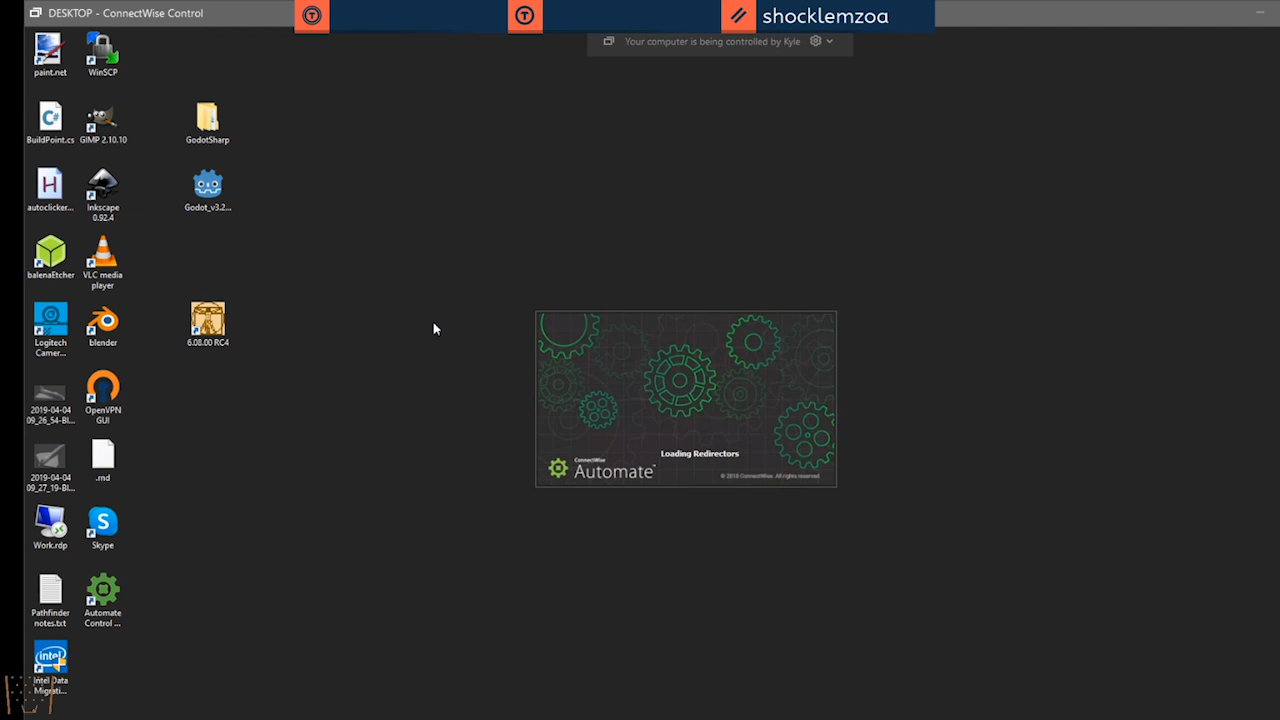 DESKTOP - ConnectWise Control
shocklemzoa
Your computer is being controlled by Kyle
paint.net
WinSCP
BuildPoint.cs
GIMP 2.10.10
GodotSharp
autoclicker...
Inkscape
0.92.4
Godot_v3.2...
balenaEtcher
VLC media
player
Logitech
Camer...
blender
6.08.00 RC4
2019-04-04
09_26_54-Bl...
OpenVPN
GUI
2019-04-04
09_27_19-Bl...
.rnd
Work.rdp
Skype
Pathfinder
notes.txt
Automate
Control ...
intel
Intel Data
Migrati...
Loading Redirectors
ConnectWise
Automate™
© 2018 ConnectWise. All rights reserved